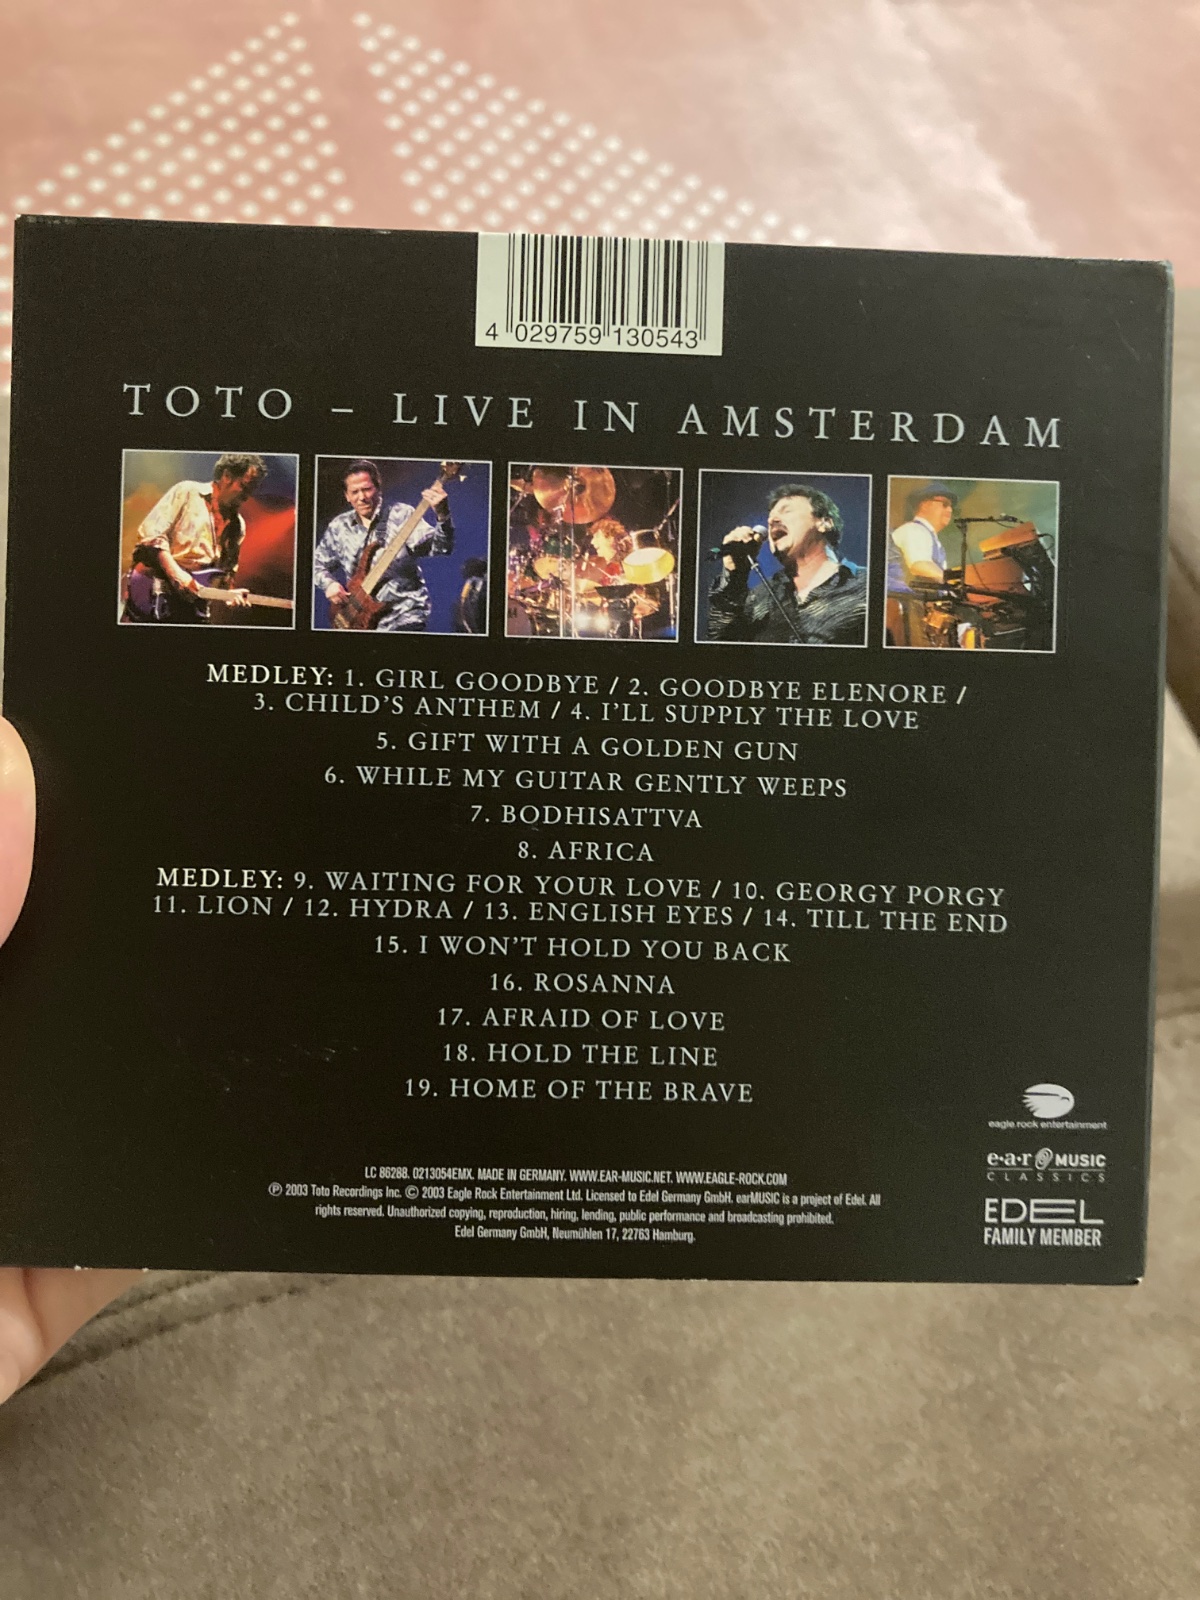 4 029759 130543
TOTO – LIVE IN AMSTERDAM
MEDLEY: 1. GIRL GOODBYE / 2. GOODBYE ELENORE /
3. CHILD'S ANTHEM / 4. I'LL SUPPLY THE LOVE
5. GIFT WITH A GOLDEN GUN
6. WHILE MY GUITAR GENTLY WEEPS
7. BODHISATTVA
8. AFRICA
MEDLEY: 9. WAITING FOR YOUR LOVE / 10. GEORGY PORGY
11. LION / 12. HYDRA / 13. ENGLISH EYES / 14. TILL THE END
15. I WON'T HOLD YOU BACK
16. ROSANNA
17. AFRAID OF LOVE
18. HOLD THE LINE
19. HOME OF THE BRAVE
eagle rock entertainment
e·a·r MUSIC
CLASSICS
EDEL
FAMILY MEMBER
LC 86288. 0213054EMX. MADE IN GERMANY. WWW.EAR-MUSIC.NET. WWW.EAGLE-ROCK.COM
℗ 2003 Toto Recordings Inc. © 2003 Eagle Rock Entertainment Ltd. Licensed to Edel Germany GmbH. earMUSIC is a project of Edel. All
rights reserved. Unauthorized copying, reproduction, hiring, lending, public performance and broadcasting prohibited.
Edel Germany GmbH, Neumühlen 17, 22763 Hamburg.